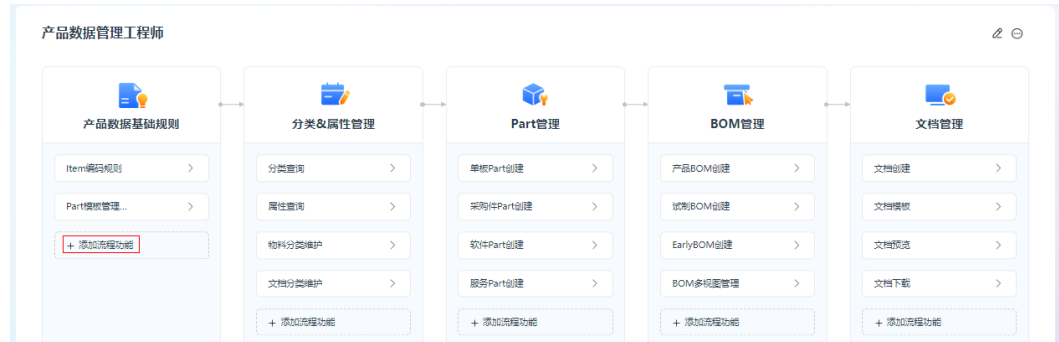 产品数据管理工程师
产品数据基础规则
Item编码规则
Part模板管理...
+ 添加流程功能
分类&属性管理
分类查询
属性查询
物料分类维护
文档分类维护
+ 添加流程功能
Part管理
单板Part创建
采购件Part创建
软件Part创建
服务Part创建
+ 添加流程功能
BOM管理
产品BOM创建
试制BOM创建
EarlyBOM创建
BOM多视图管理
+ 添加流程功能
文档管理
文档创建
文档模板
文档预览
文档下载
+ 添加流程功能